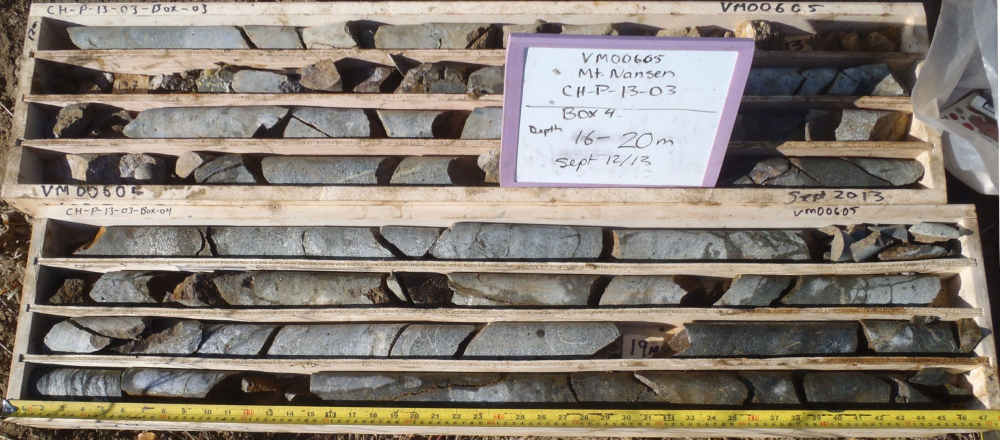 CH-P-13-03-Box-03
VM00605
12m
13
13.7
VM00605
Mt. Nansen
CH-P-13-03
Box 4.
Depth
16-20m
Sept 12/13
VM00605
Sept 2013
CH-P-13-03-Box-04
VM00605
19m
1 2 3 4 5 6 7 8 9 10 11 12 13 14 15 16 17 18 19 20 21 22 23 24 25 26 27 28 29 30 31 32 33 34 35 36 37 38 39 40 41 42 43 44 45 46 47